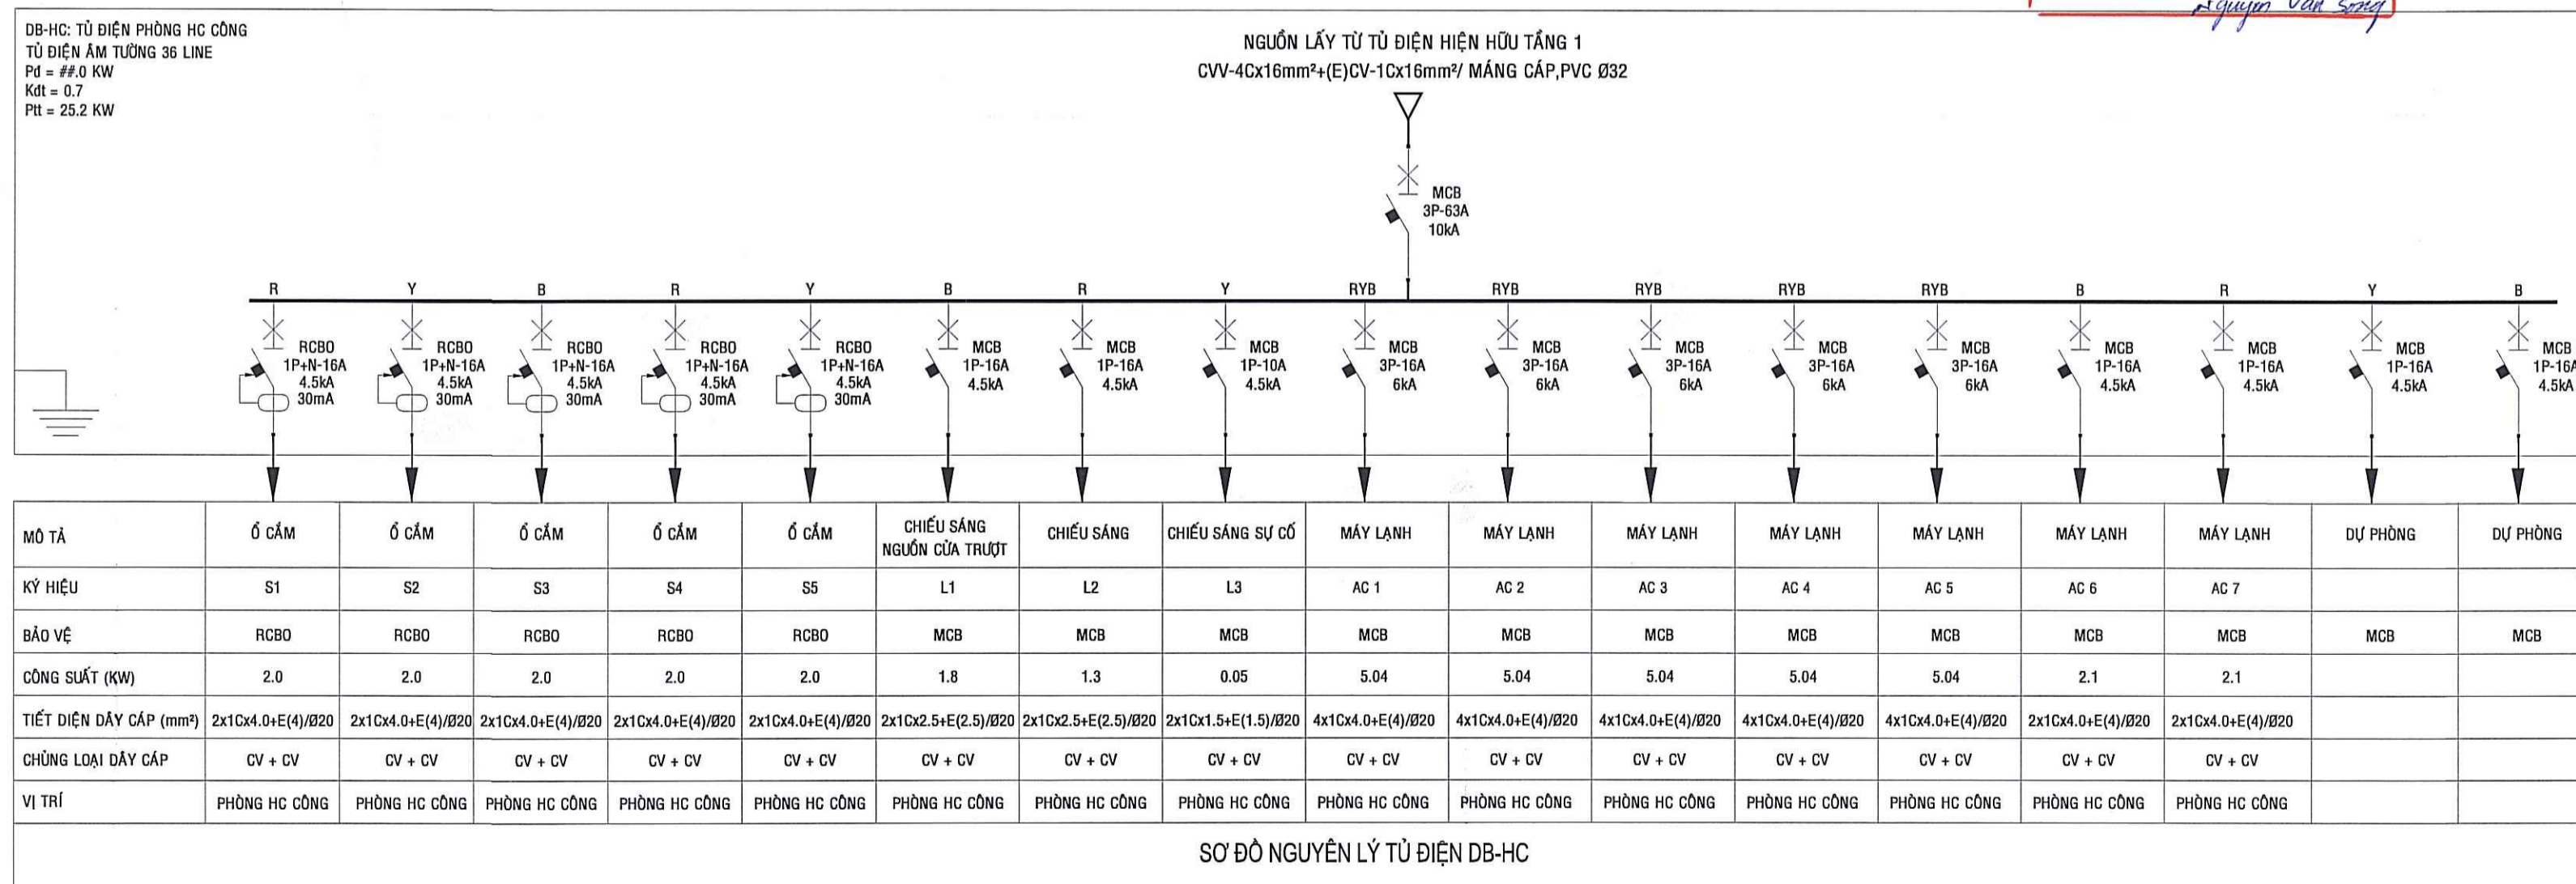 Nguyễn Văn Song
DB-HC: TỦ ĐIỆN PHÒNG HC CÔNG
TỦ ĐIỆN ÂM TƯỜNG 36 LINE
Pđ = ##.0 KW
Kđt = 0.7
Ptt = 25.2 KW
NGUỒN LẤY TỪ TỦ ĐIỆN HIỆN HỮU TẦNG 1
CVV-4Cx16mm²+(E)CV-1Cx16mm²/ MÁNG CÁP,PVC Ø32
MCB
3P-63A
10kA
R Y B R Y B R Y RYB RYB RYB RYB RYB B R Y B
RCBO RCBO RCBO RCBO RCBO MCB MCB MCB MCB MCB MCB MCB MCB MCB MCB MCB MCB
1P+N-16A 1P+N-16A 1P+N-16A 1P+N-16A 1P+N-16A 1P-16A 1P-16A 1P-10A 3P-16A 3P-16A 3P-16A 3P-16A 3P-16A 1P-16A 1P-16A 1P-16A 1P-16A
4.5kA 4.5kA 4.5kA 4.5kA 4.5kA 4.5kA 4.5kA 4.5kA 6kA 6kA 6kA 6kA 6kA 4.5kA 4.5kA 4.5kA 4.5kA
30mA 30mA 30mA 30mA 30mA
MÔ TẢ Ổ CẮM Ổ CẮM Ổ CẮM Ổ CẮM Ổ CẮM CHIẾU SÁNG NGUỒN CỬA TRƯỢT CHIẾU SÁNG CHIẾU SÁNG SỰ CỐ MÁY LẠNH MÁY LẠNH MÁY LẠNH MÁY LẠNH MÁY LẠNH MÁY LẠNH MÁY LẠNH DỰ PHÒNG DỰ PHÒNG
KÝ HIỆU S1 S2 S3 S4 S5 L1 L2 L3 AC 1 AC 2 AC 3 AC 4 AC 5 AC 6 AC 7
BẢO VỆ RCBO RCBO RCBO RCBO RCBO MCB MCB MCB MCB MCB MCB MCB MCB MCB MCB MCB MCB
CÔNG SUẤT (KW) 2.0 2.0 2.0 2.0 2.0 1.8 1.3 0.05 5.04 5.04 5.04 5.04 5.04 2.1 2.1
TIẾT DIỆN DÂY CÁP (mm²) 2x1Cx4.0+E(4)/Ø20 2x1Cx4.0+E(4)/Ø20 2x1Cx4.0+E(4)/Ø20 2x1Cx4.0+E(4)/Ø20 2x1Cx4.0+E(4)/Ø20 2x1Cx2.5+E(2.5)/Ø20 2x1Cx2.5+E(2.5)/Ø20 2x1Cx1.5+E(1.5)/Ø20 4x1Cx4.0+E(4)/Ø20 4x1Cx4.0+E(4)/Ø20 4x1Cx4.0+E(4)/Ø20 4x1Cx4.0+E(4)/Ø20 4x1Cx4.0+E(4)/Ø20 2x1Cx4.0+E(4)/Ø20 2x1Cx4.0+E(4)/Ø20
CHỦNG LOẠI DÂY CÁP CV + CV CV + CV CV + CV CV + CV CV + CV CV + CV CV + CV CV + CV CV + CV CV + CV CV + CV CV + CV CV + CV CV + CV CV + CV
VỊ TRÍ PHÒNG HC CÔNG PHÒNG HC CÔNG PHÒNG HC CÔNG PHÒNG HC CÔNG PHÒNG HC CÔNG PHÒNG HC CÔNG PHÒNG HC CÔNG PHÒNG HC CÔNG PHÒNG HC CÔNG PHÒNG HC CÔNG PHÒNG HC CÔNG PHÒNG HC CÔNG PHÒNG HC CÔNG PHÒNG HC CÔNG PHÒNG HC CÔNG
SƠ ĐỒ NGUYÊN LÝ TỦ ĐIỆN DB-HC